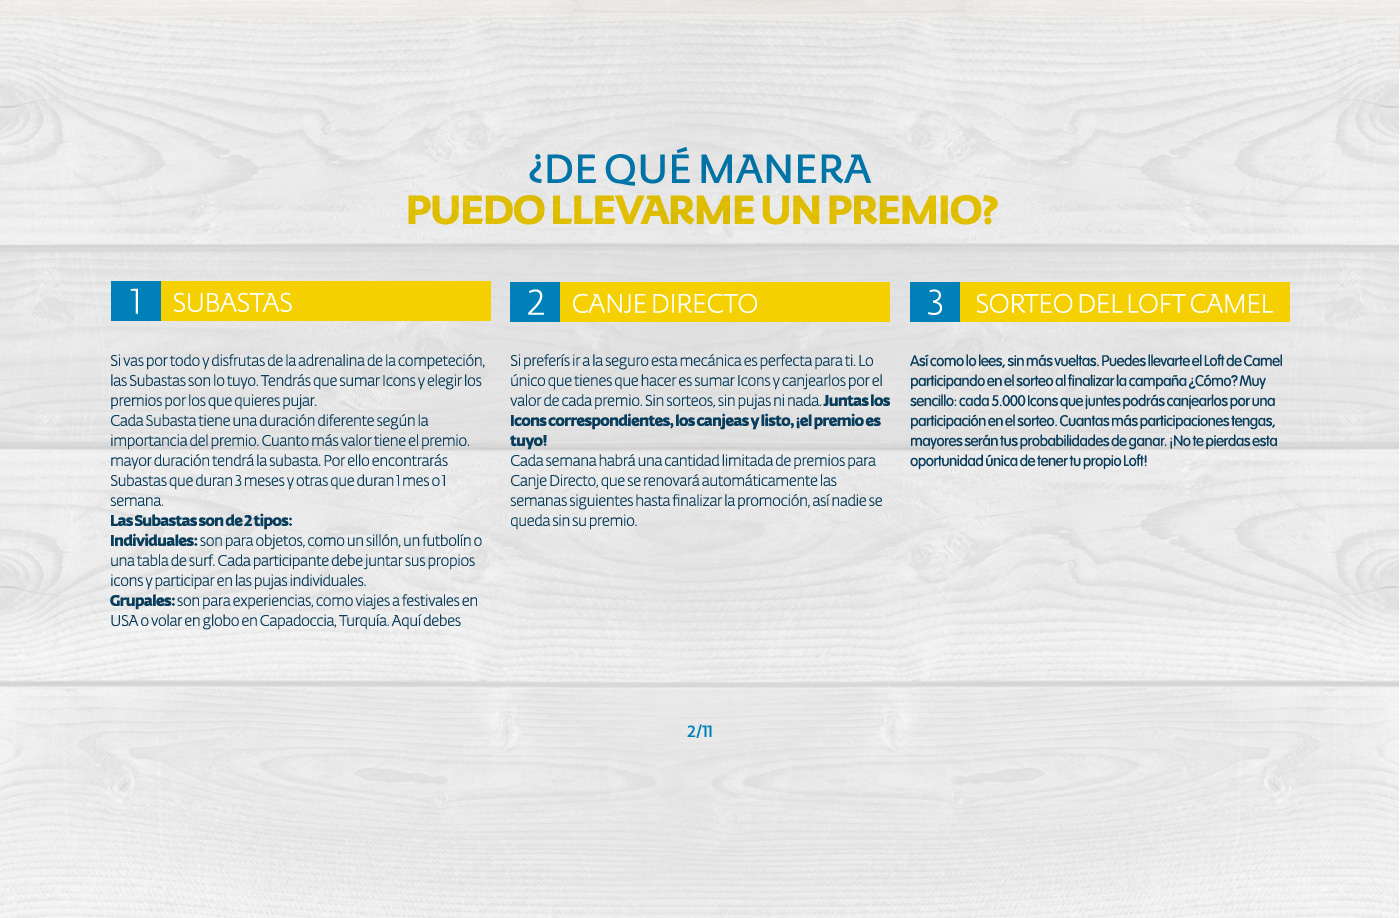 ¿DE QUÉ MANERA
PUEDO LLEVARME UN PREMIO?
1 SUBASTAS
Si vas por todo y disfrutas de la adrenalina de la competeción,
las Subastas son lo tuyo. Tendrás que sumar Icons y elegir los
premios por los que quieres pujar.
Cada Subasta tiene una duración diferente según la
importancia del premio. Cuanto más valor tiene el premio.
mayor duración tendrá la subasta. Por ello encontrarás
Subastas que duran 3 meses y otras que duran 1 mes o 1
semana.
Las Subastas son de 2 tipos:
Individuales: son para objetos, como un sillón, un futbolín o
una tabla de surf. Cada participante debe juntar sus propios
icons y participar en las pujas individuales.
Grupales: son para experiencias, como viajes a festivales en
USA o volar en globo en Capadoccia, Turquía. Aquí debes
2 CANJE DIRECTO
Si preferís ir a la seguro esta mecánica es perfecta para ti. Lo
único que tienes que hacer es sumar Icons y canjearlos por el
valor de cada premio. Sin sorteos, sin pujas ni nada. Juntas los
Icons correspondientes, los canjeas y listo, ¡el premio es
tuyo!
Cada semana habrá una cantidad limitada de premios para
Canje Directo, que se renovará automáticamente las
semanas siguientes hasta finalizar la promoción, así nadie se
queda sin su premio.
3 SORTEO DEL LOFT CAMEL
Así como lo lees, sin más vueltas. Puedes llevarte el Loft de Camel
participando en el sorteo al finalizar la campaña ¿Cómo? Muy
sencillo: cada 5.000 Icons que juntes podrás canjearlos por una
participación en el sorteo. Cuantas más participaciones tengas,
mayores serán tus probabilidades de ganar. ¡No te pierdas esta
oportunidad única de tener tu propio Loft!
2/11